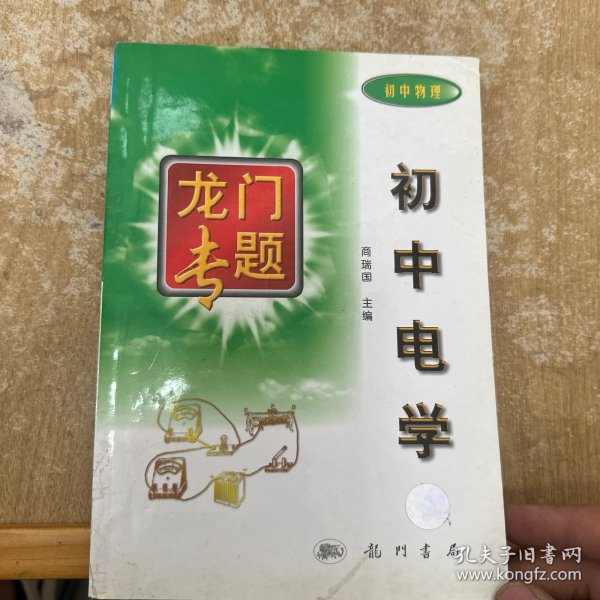 初中物理
龙门
专题
初中电学
商瑞国 主编
龍門書局
孔夫子旧书网
www.kongfz.com